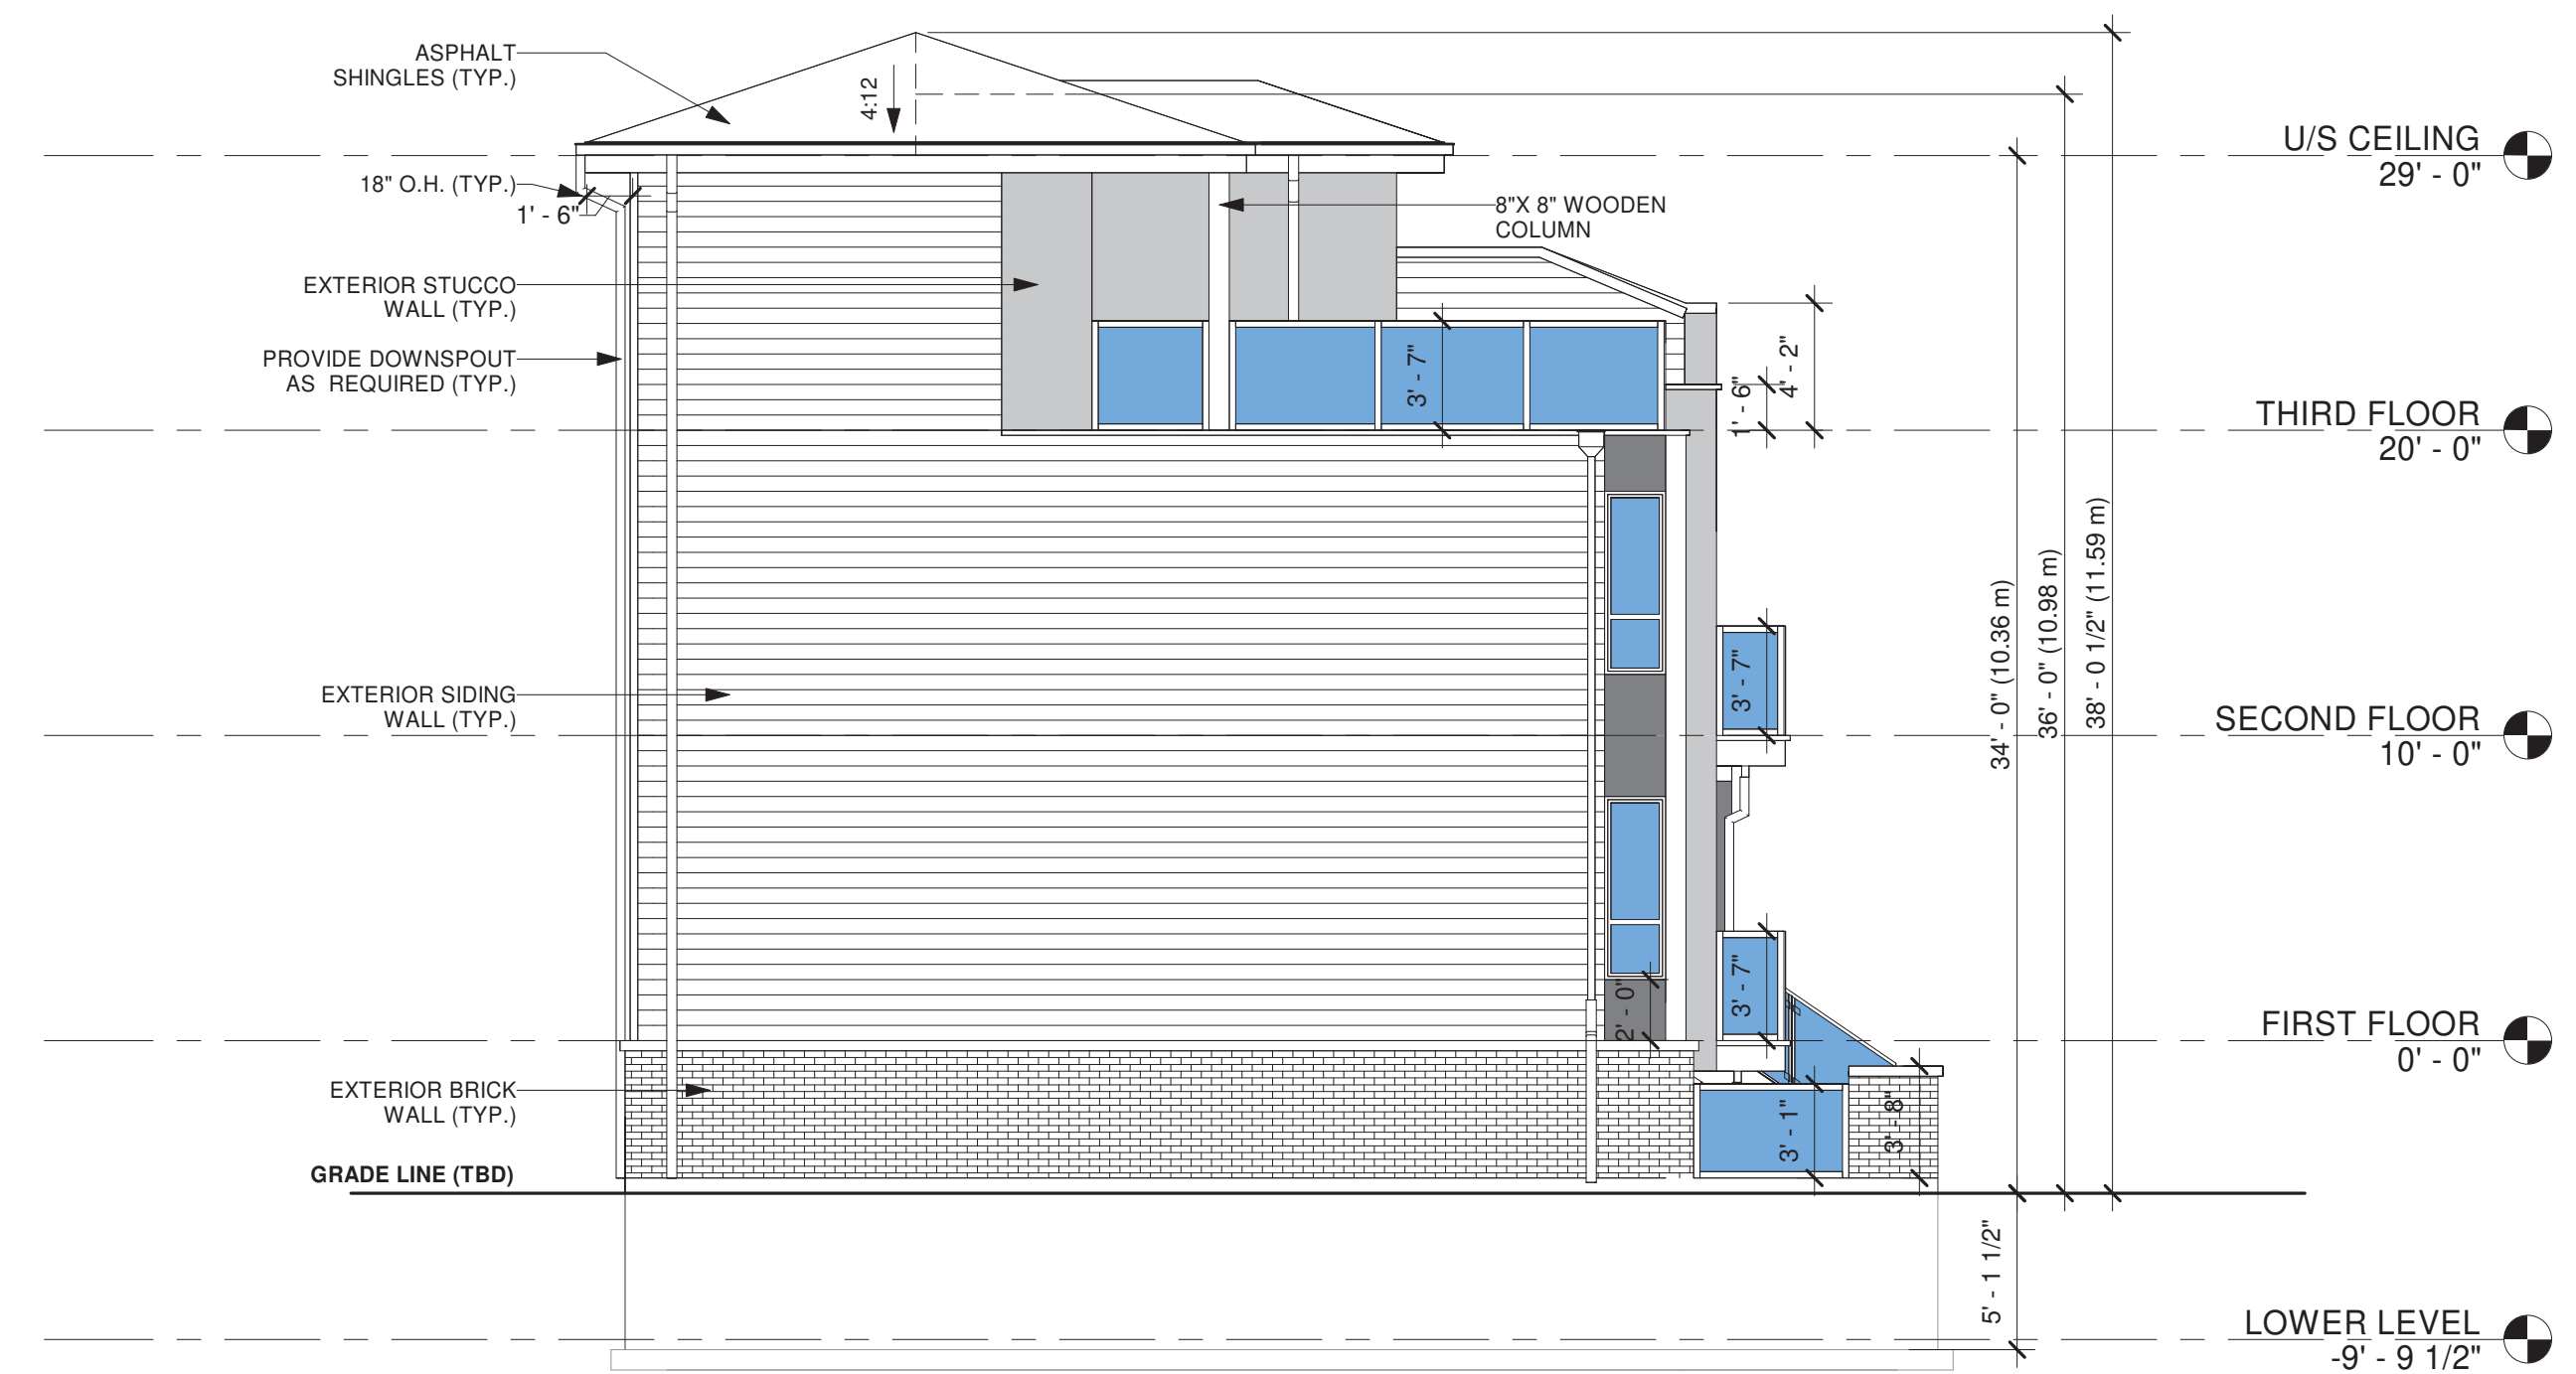 ASPHALT
SHINGLES (TYP.)
4:12
U/S CEILING
29' - 0"
18" O.H. (TYP.)
1' - 6"
8"X 8" WOODEN
COLUMN
EXTERIOR STUCCO
WALL (TYP.)
PROVIDE DOWNSPOUT
AS REQUIRED (TYP.)
3' - 7"
1' - 6"
4' - 2"
THIRD FLOOR
20' - 0"
34' - 0" (10.36 m)
36' - 0" (10.98 m)
38' - 0 1/2" (11.59 m)
EXTERIOR SIDING
WALL (TYP.)
3' - 7"
SECOND FLOOR
10' - 0"
2' - 0"
3' - 7"
FIRST FLOOR
0' - 0"
EXTERIOR BRICK
WALL (TYP.)
3' - 1"
3' - 8"
GRADE LINE (TBD)
5' - 1 1/2"
LOWER LEVEL
-9' - 9 1/2"